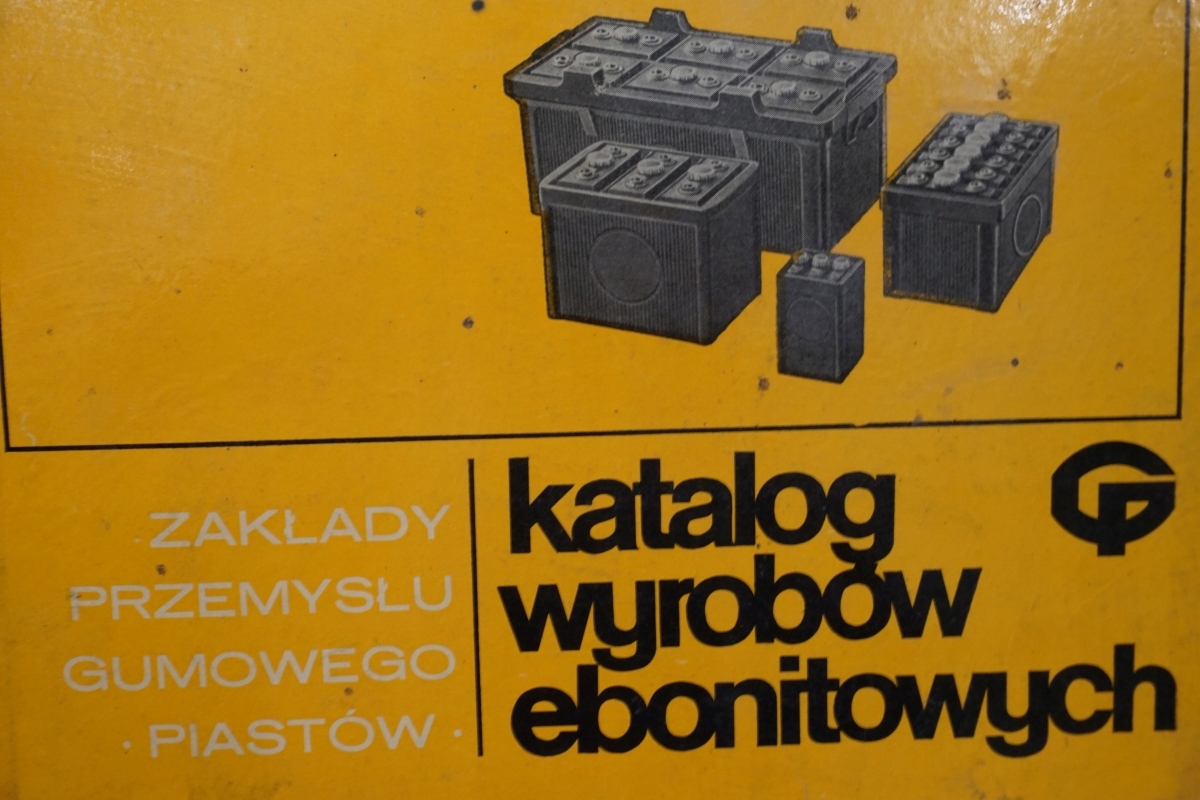 ZAKŁADY
PRZEMYSŁU
GUMOWEGO
· PIASTÓW ·
katalog
wyrobów
ebonitowych